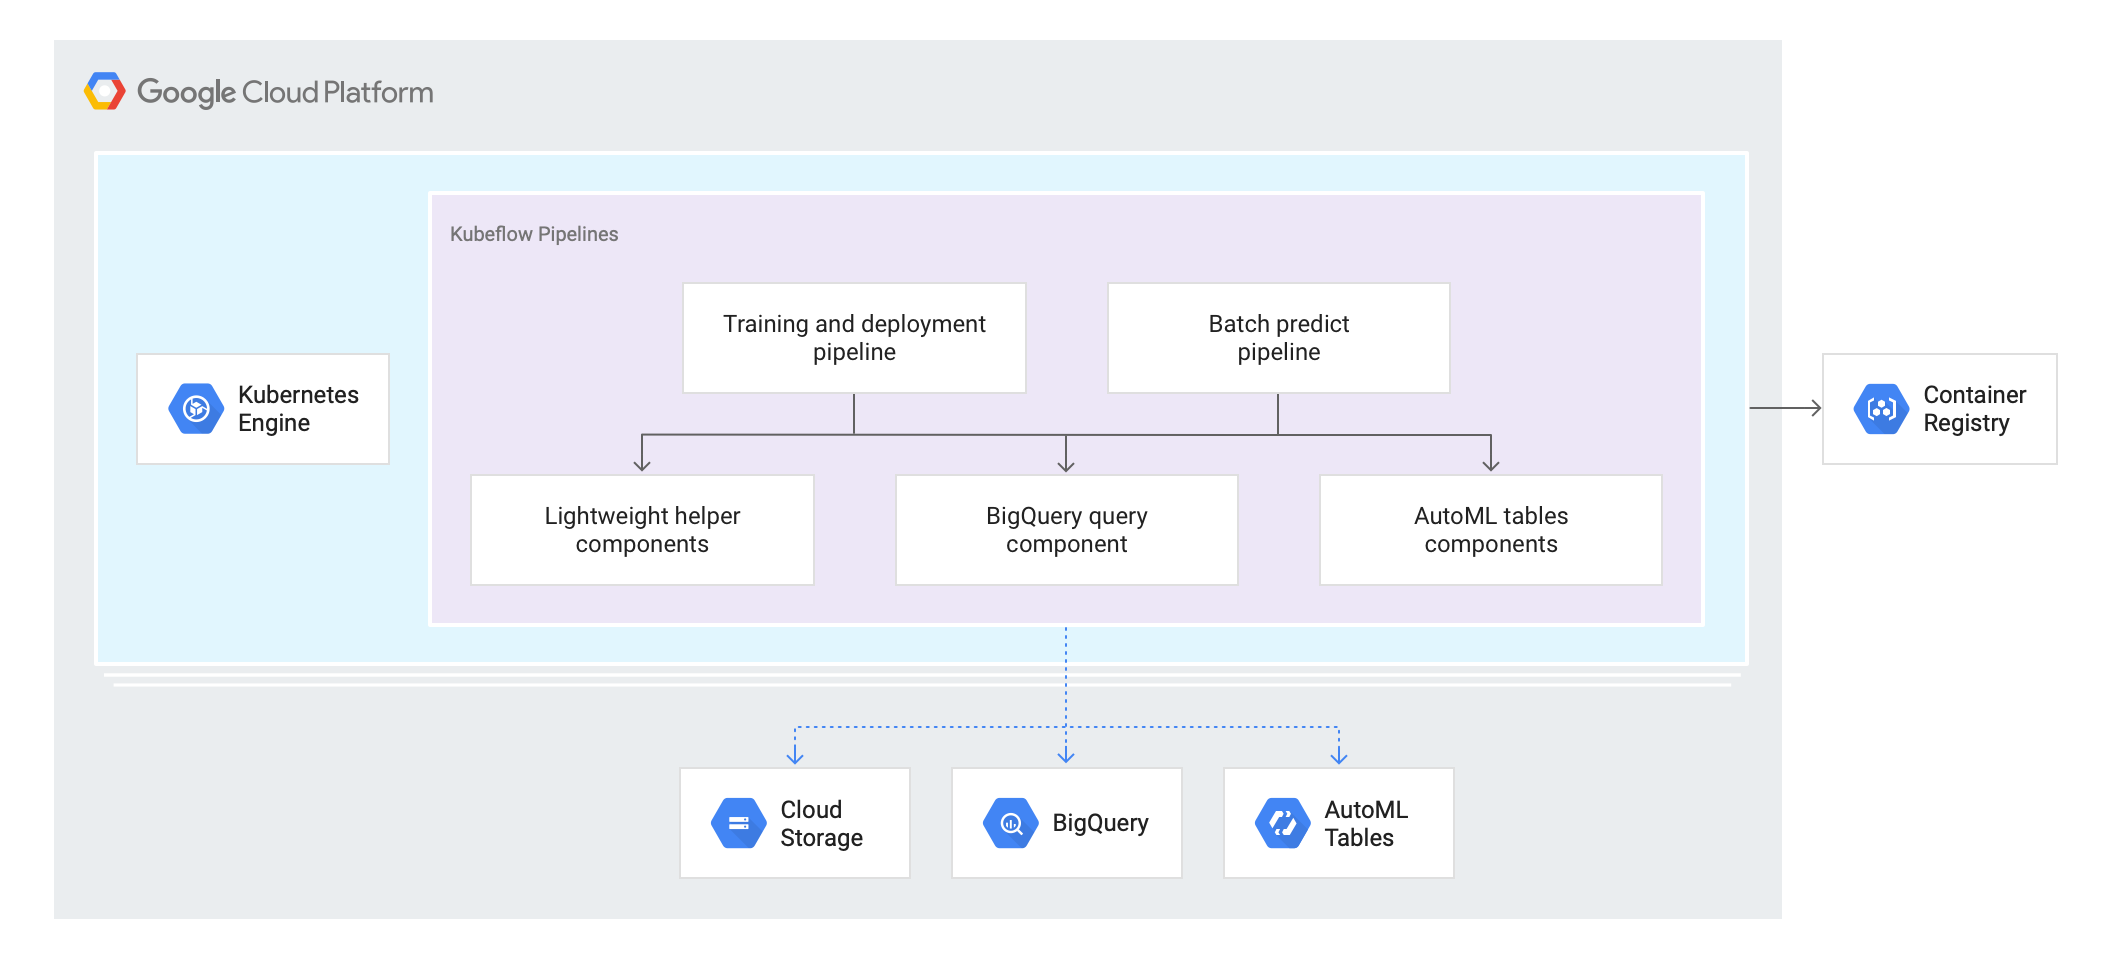 Google Cloud Platform
Kubeflow Pipelines
Training and deployment
pipeline
Batch predict
pipeline
Kubernetes
Engine
Container
Registry
Lightweight helper
components
BigQuery query
component
AutoML tables
components
Cloud
Storage
BigQuery
AutoML
Tables